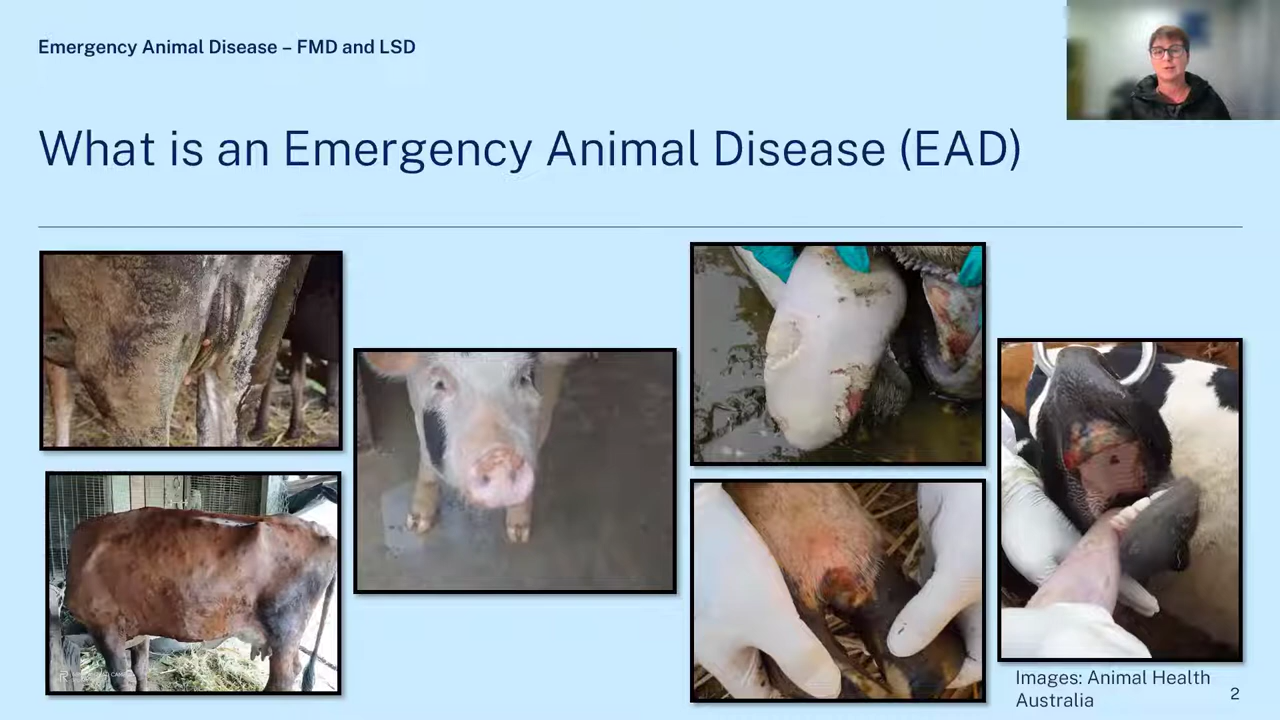 Emergency Animal Disease – FMD and LSD
What is an Emergency Animal Disease (EAD)
Images: Animal Health
Australia
2